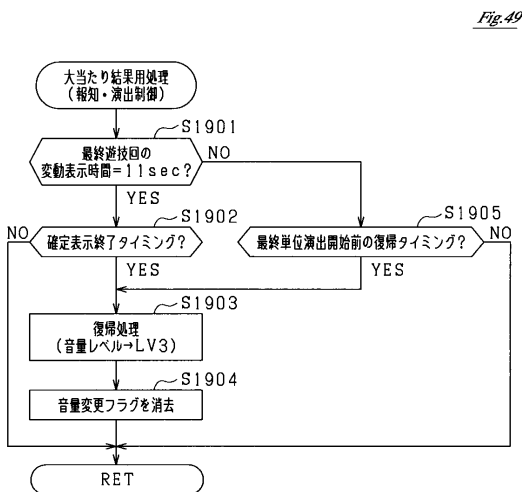 Fig.49
大当たり結果用処理
(報知・演出制御)
S1901
最終遊技回の
変動表示時間=11sec?
NO
YES
S1902
S1905
NO
確定表示終了タイミング?
最終単位演出開始前の復帰タイミング?
NO
YES
YES
S1903
復帰処理
(音量レベル→LV3)
S1904
音量変更フラグを消去
RET